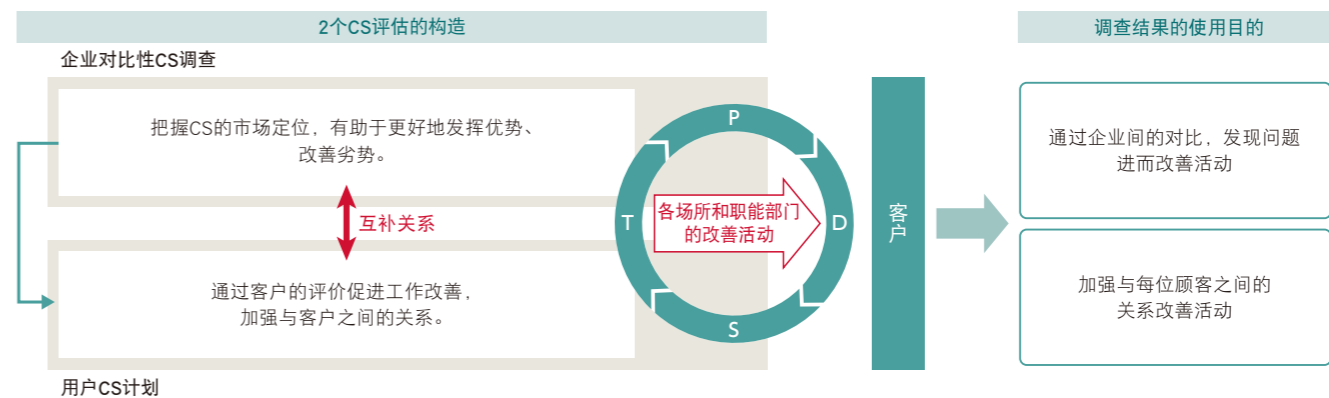 2个CS评估的构造
调查结果的使用目的
企业对比性CS调查
把握CS的市场定位，有助于更好地发挥优势、
改善劣势。
互补关系
通过客户的评价促进工作改善，
加强与客户之间的关系。
用户CS计划
P
D
S
T
各场所和职能部门
的改善活动
客户
通过企业间的对比，发现问题
进而改善活动
加强与每位顾客之间的
关系改善活动